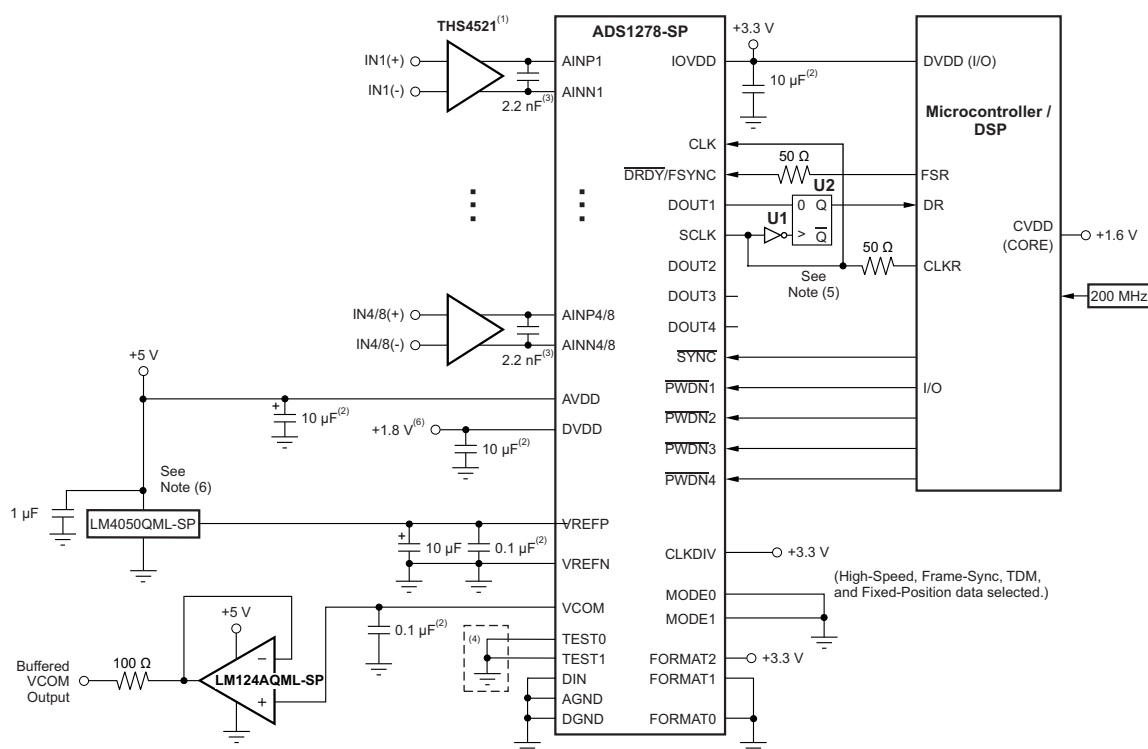 THS4521(1)
IN1(+)
IN1(-)
2.2 nF(3)
IN4/8(+)
IN4/8(-)
2.2 nF(3)
+5 V
+
10 µF(2)
+1.8 V(6)
10 µF(2)
See
Note (6)
1 µF
LM4050QML-SP
+
10 µF
0.1 µF(2)
+5 V
0.1 µF(2)
Buffered
VCOM
Output
100 Ω
−
LM124AQML-SP
+
(4)
ADS1278-SP
AINP1
AINN1
AINP4/8
AINN4/8
AVDD
DVDD
VREFP
VREFN
VCOM
TEST0
TEST1
DIN
AGND
DGND
IOVDD
CLK
DRDY/FSYNC
DOUT1
SCLK
DOUT2
DOUT3
DOUT4
SYNC
PWDN1
PWDN2
PWDN3
PWDN4
CLKDIV
MODE0
MODE1
FORMAT2
FORMAT1
FORMAT0
+3.3 V
10 µF(2)
50 Ω
U2
U1
0 Q
> Q
50 Ω
See
Note (5)
+3.3 V
(High-Speed, Frame-Sync, TDM,
and Fixed-Position data selected.)
+3.3 V
DVDD (I/O)
Microcontroller /
DSP
FSR
DR
CVDD
(CORE)
CLKR
I/O
+1.6 V
200 MHz